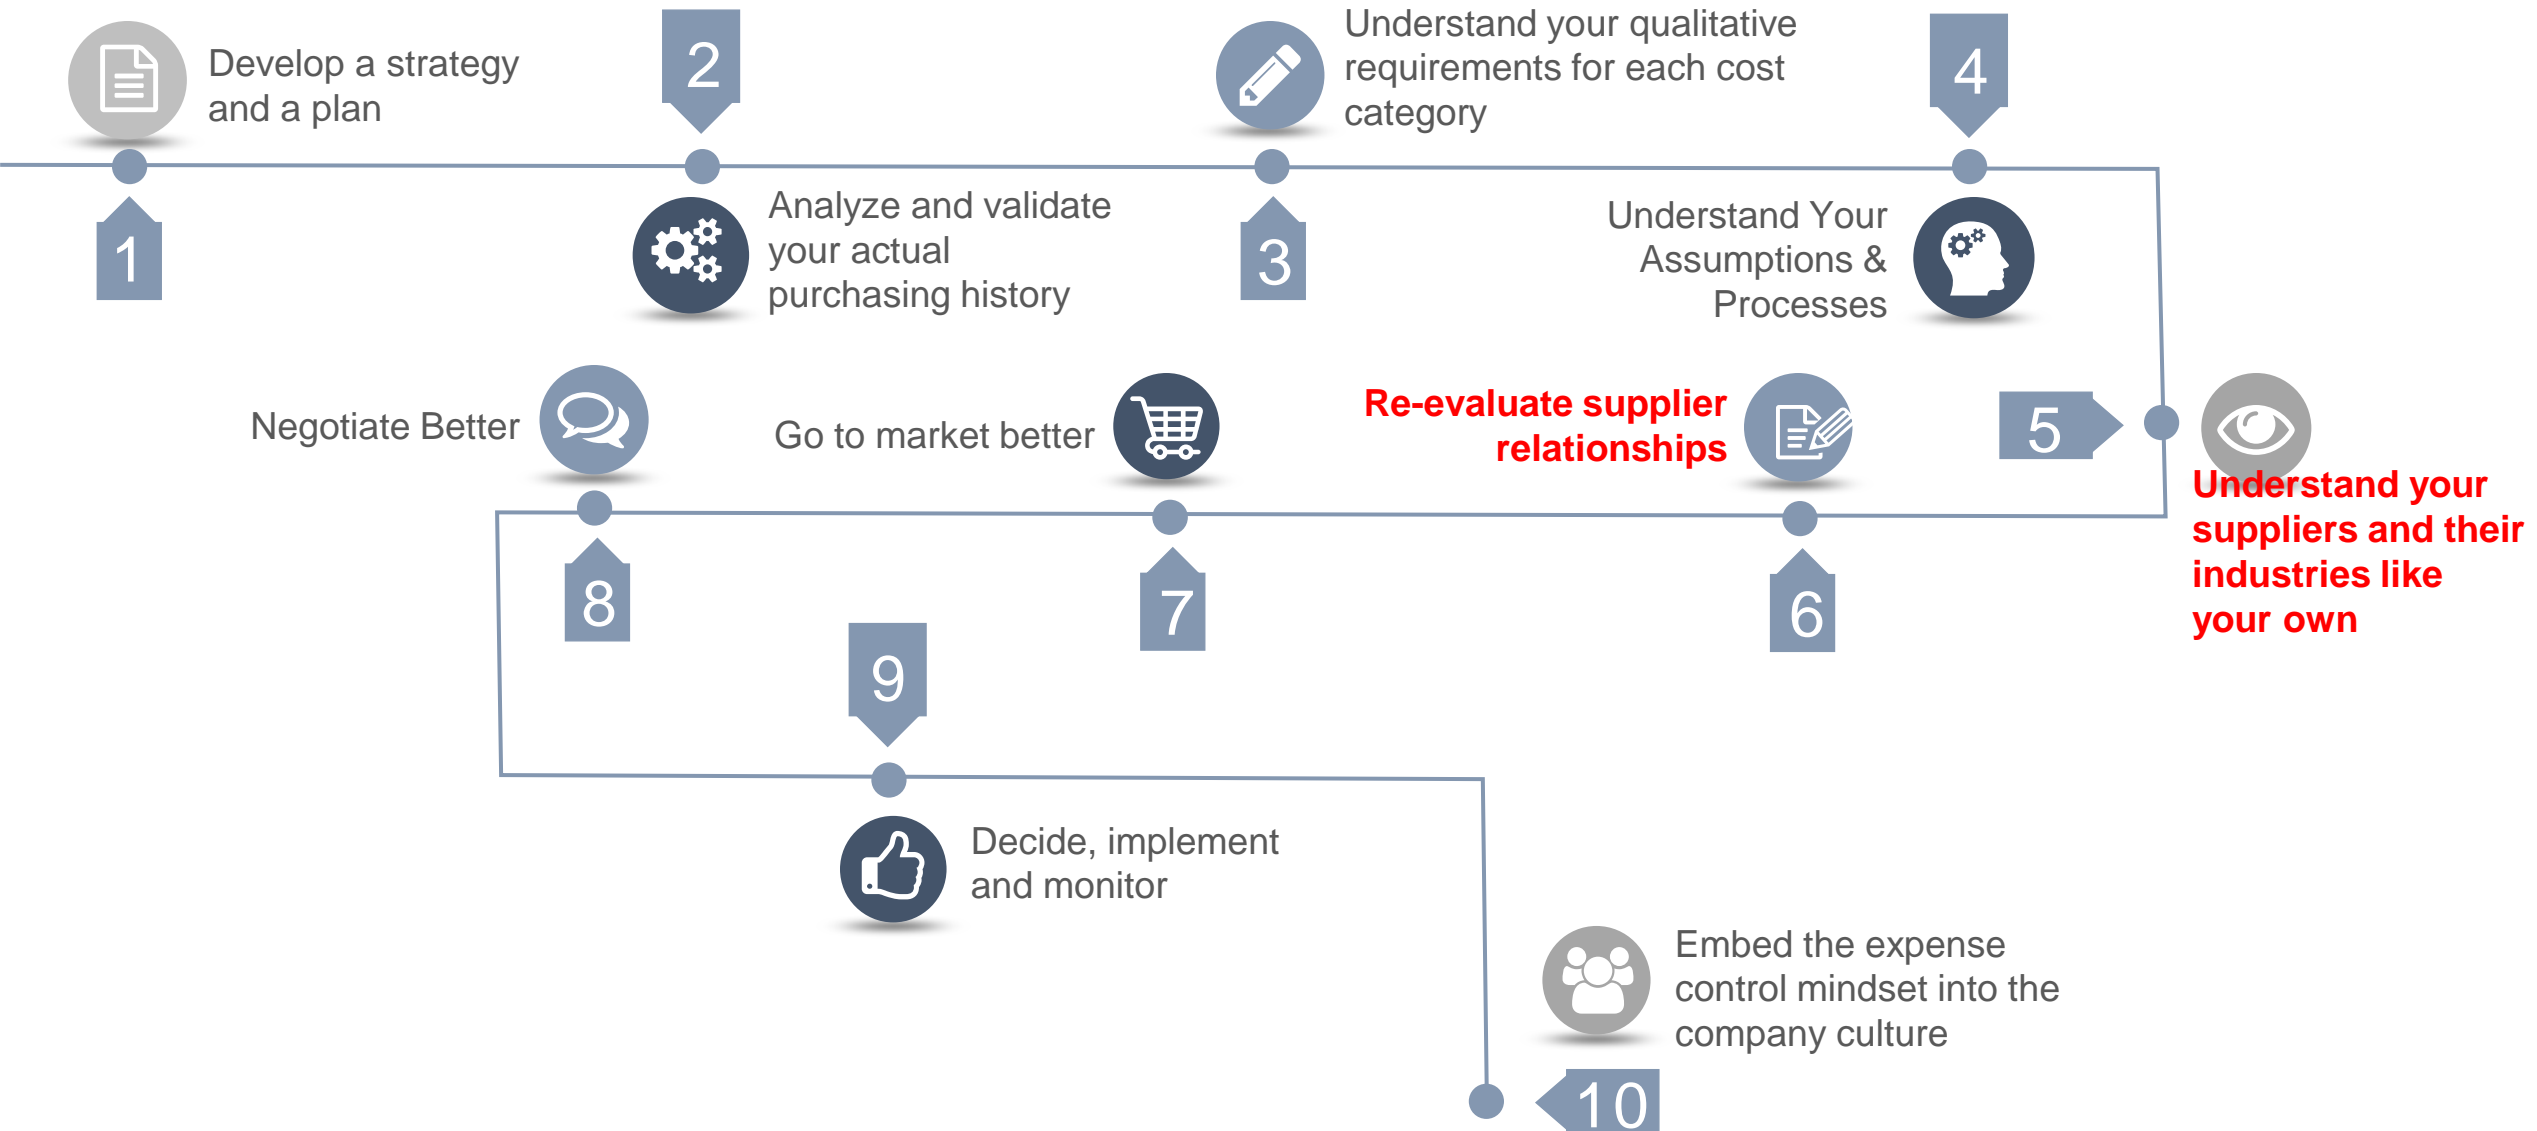 Develop a strategy
and a plan
1
2
Analyze and validate
your actual
purchasing history
Understand your qualitative
requirements for each cost
category
3
4
Understand Your
Assumptions &
Processes
5
Understand your
suppliers and their
industries like
your own
Re-evaluate supplier
relationships
6
Go to market better
7
Negotiate Better
8
9
Decide, implement
and monitor
Embed the expense
control mindset into the
company culture
10